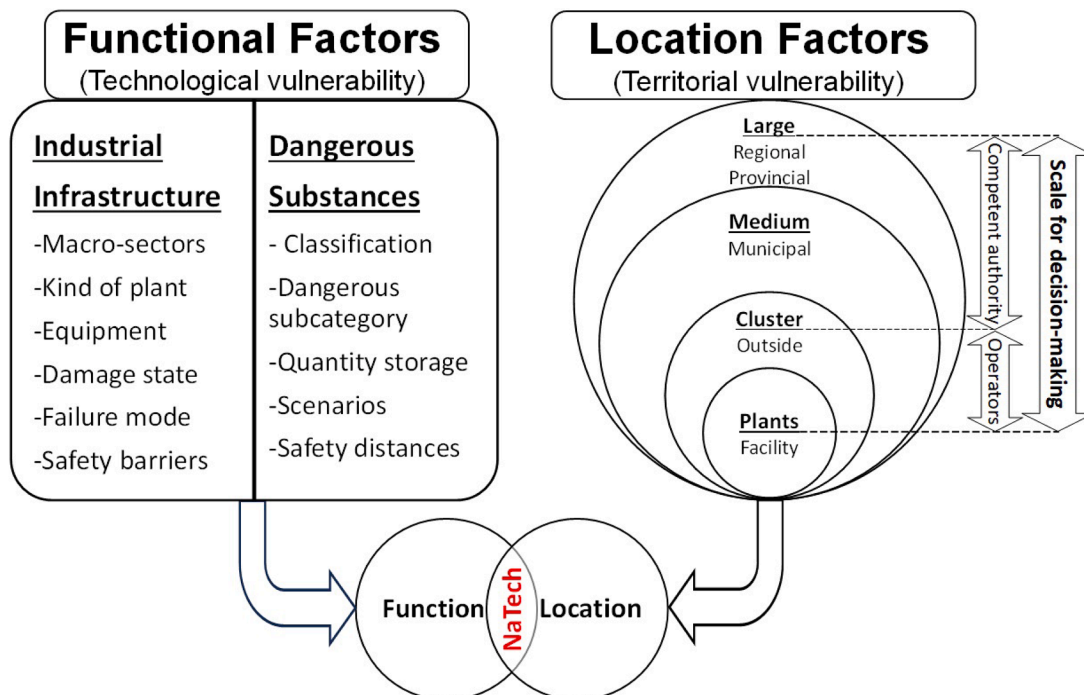 Functional Factors
(Technological vulnerability)
Location Factors
(Territorial vulnerability)
Industrial
Infrastructure
-Macro-sectors
-Kind of plant
-Equipment
-Damage state
-Failure mode
-Safety barriers
Dangerous
Substances
- Classification
-Dangerous
subcategory
-Quantity storage
-Scenarios
-Safety distances
Large
Regional
Provincial
Medium
Municipal
Cluster
Outside
Plants
Facility
Competent authority
Operators
Scale for decision-making
Function
NaTech
Location